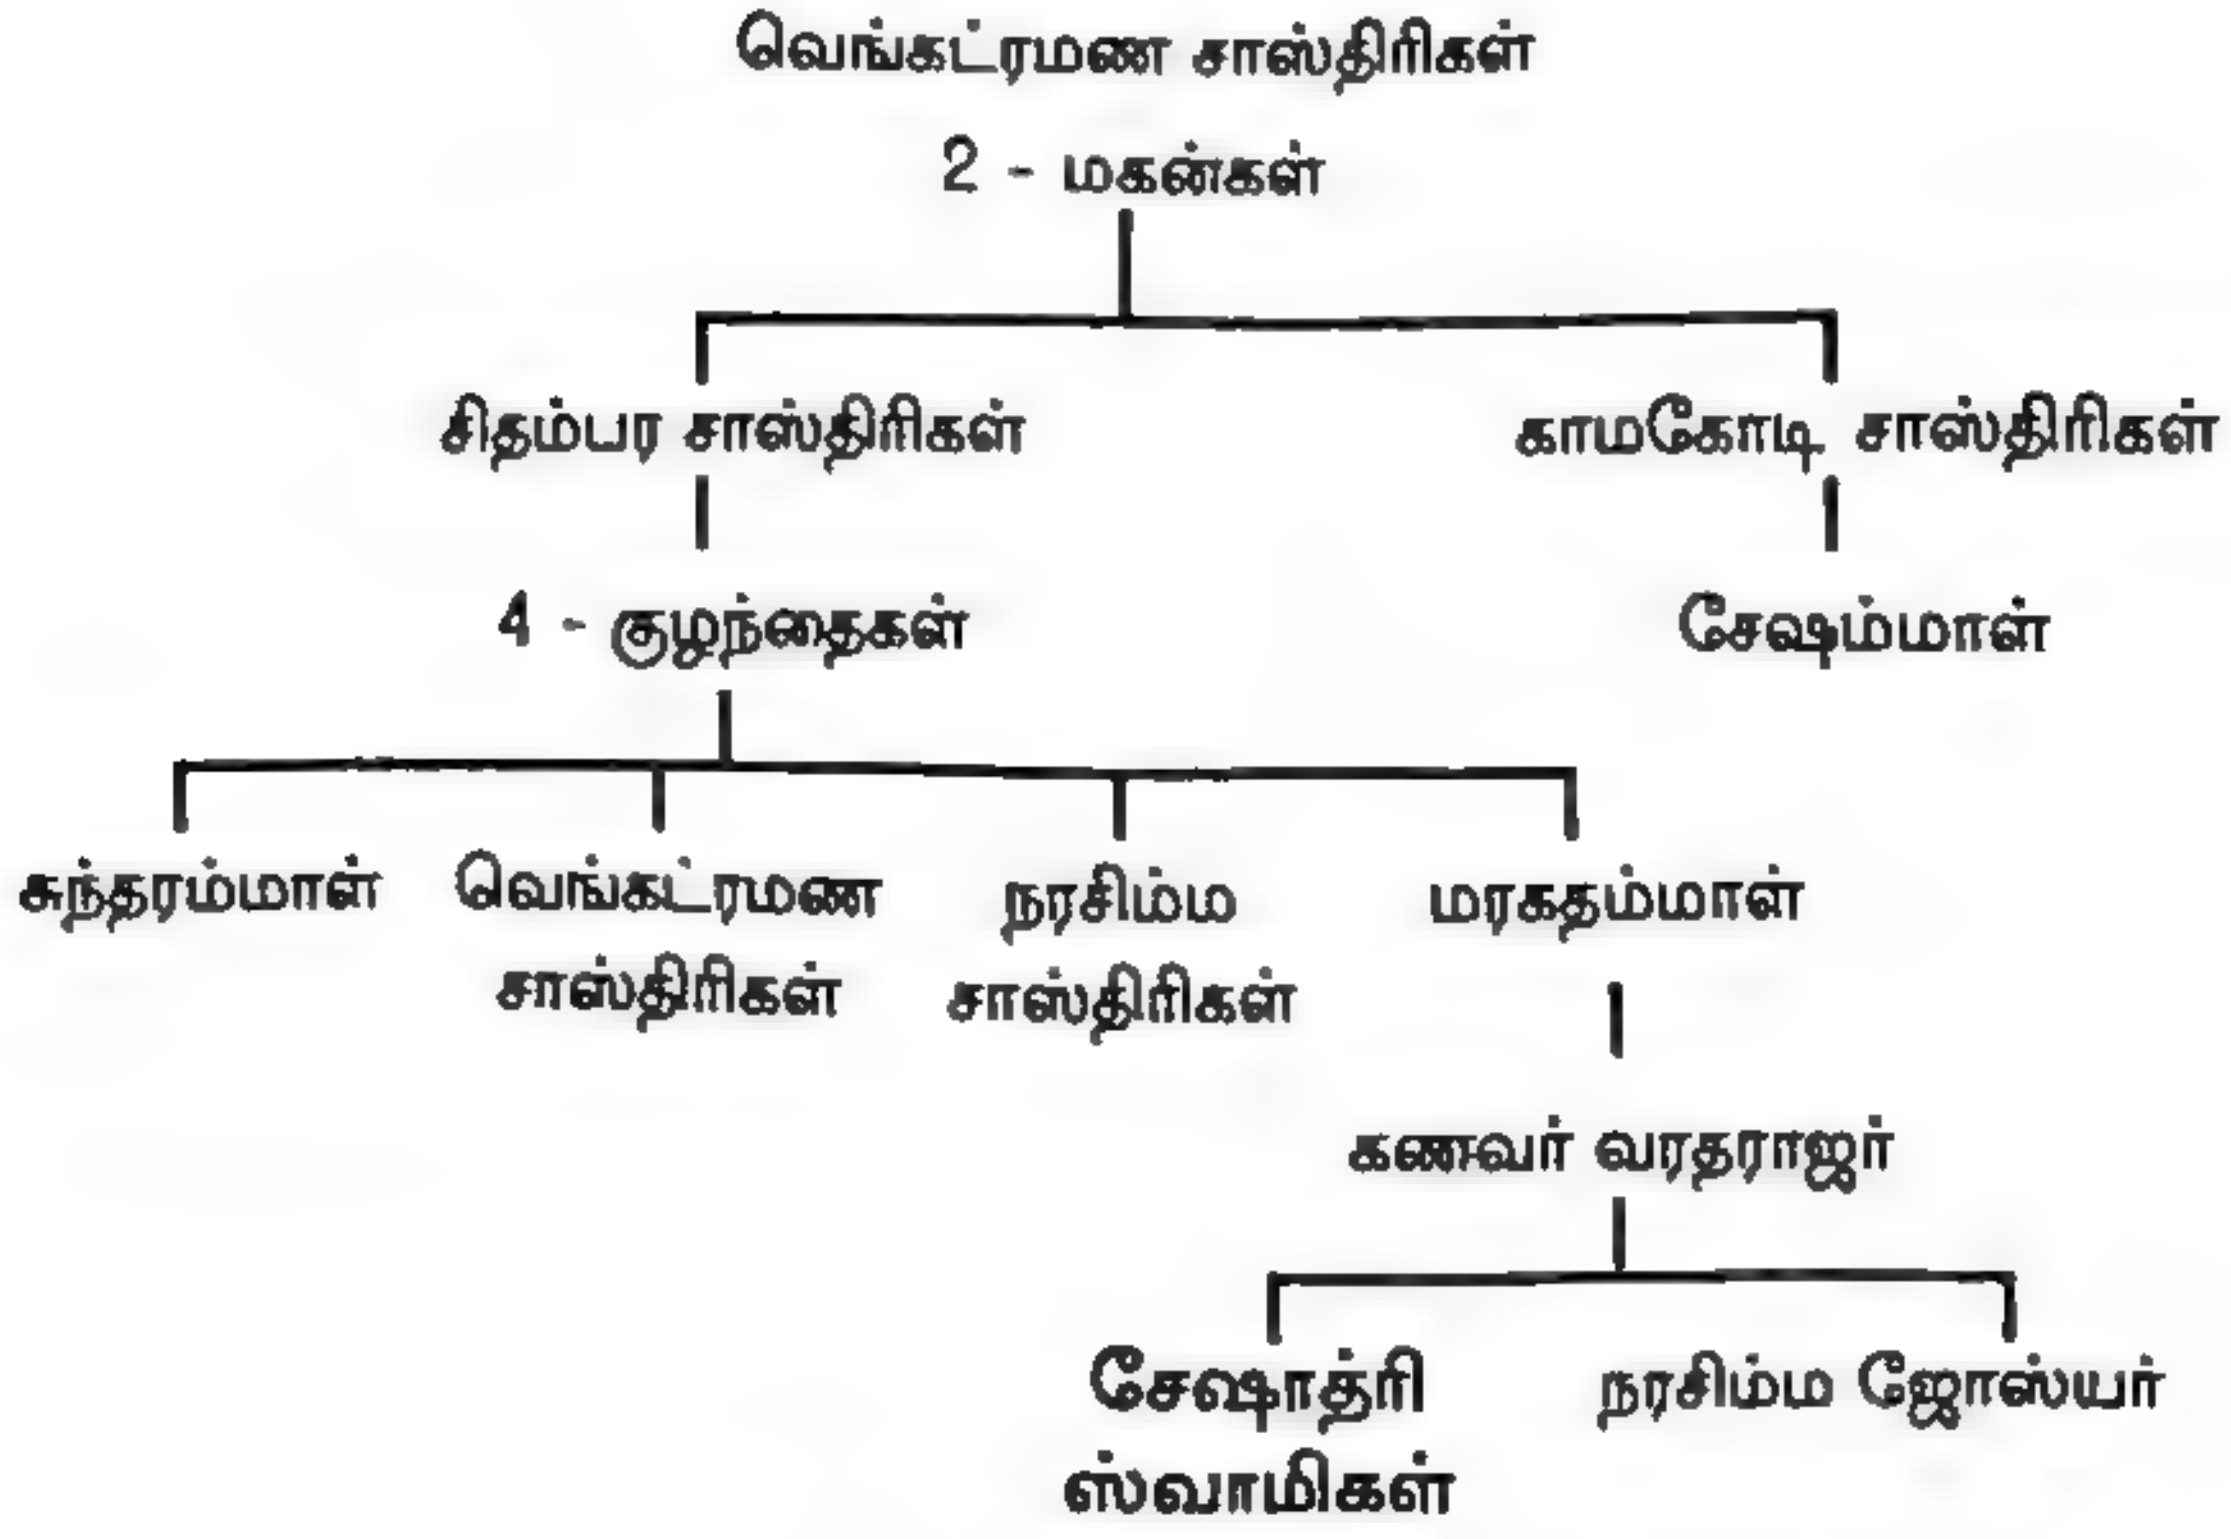 வெங்கட்ரமண சாஸ்திரிகள்
2 - மகன்கள்
சிதம்பர சாஸ்திரிகள்
காமகோடி சாஸ்திரிகள்
4 - குழந்தைகள்
சேஷம்மாள்
சுந்தரம்மாள்
வெங்கட்ரமண
சாஸ்திரிகள்
நரசிம்ம
சாஸ்திரிகள்
மரகதம்மாள்
கணவர் வரதராஜர்
சேஷாத்ரி
ஸ்வாமிகள்
நரசிம்ம ஜோஸ்யர்